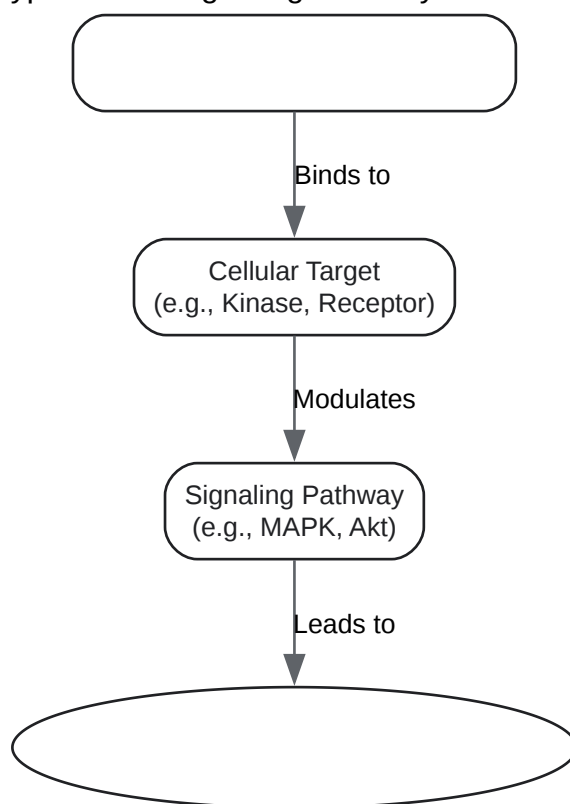 Binds to
Cellular Target
(e.g., Kinase, Receptor)
Modulates
Signaling Pathway
(e.g., MAPK, Akt)
Leads to